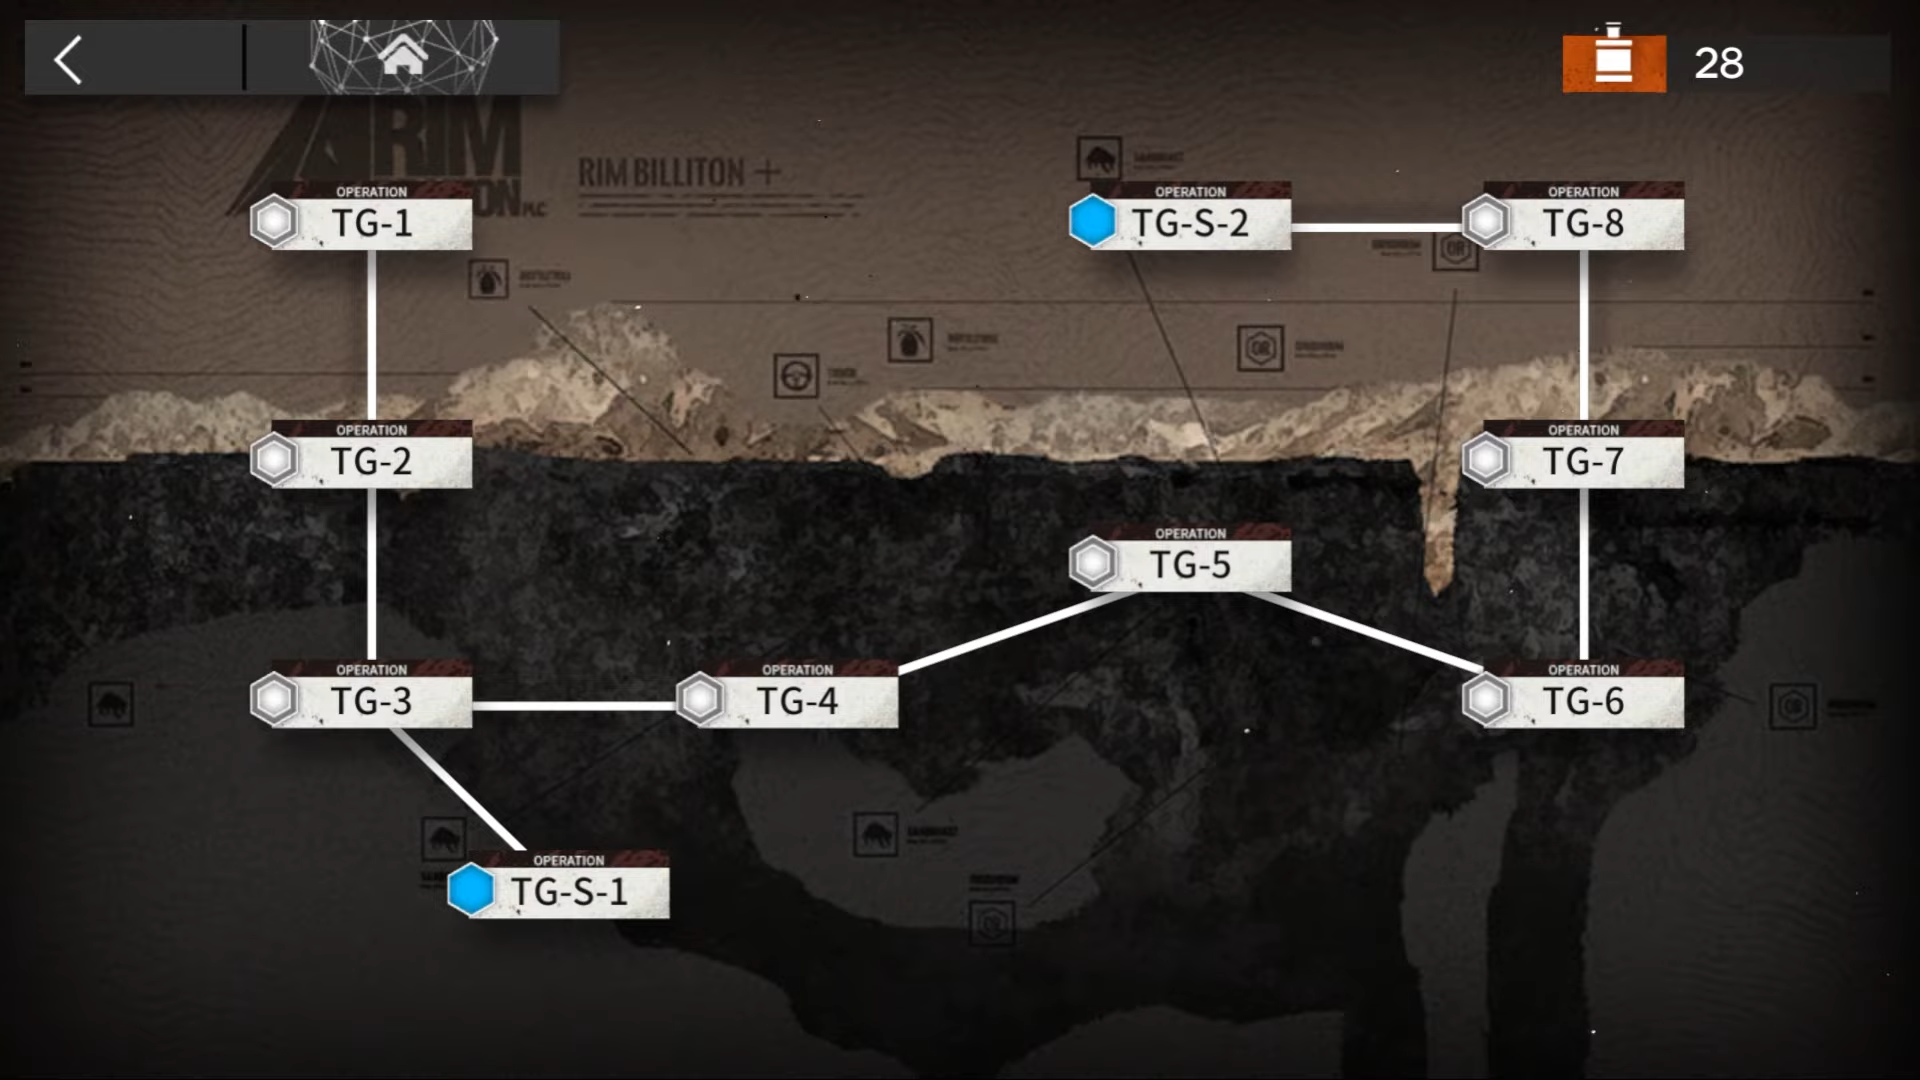 28
RIM
RIM BILLITON
OPERATION
TG-1
OPERATION
TG-S-2
OPERATION
TG-8
OPERATION
TG-2
OPERATION
TG-7
OPERATION
TG-5
OPERATION
TG-3
OPERATION
TG-4
OPERATION
TG-6
OPERATION
TG-S-1